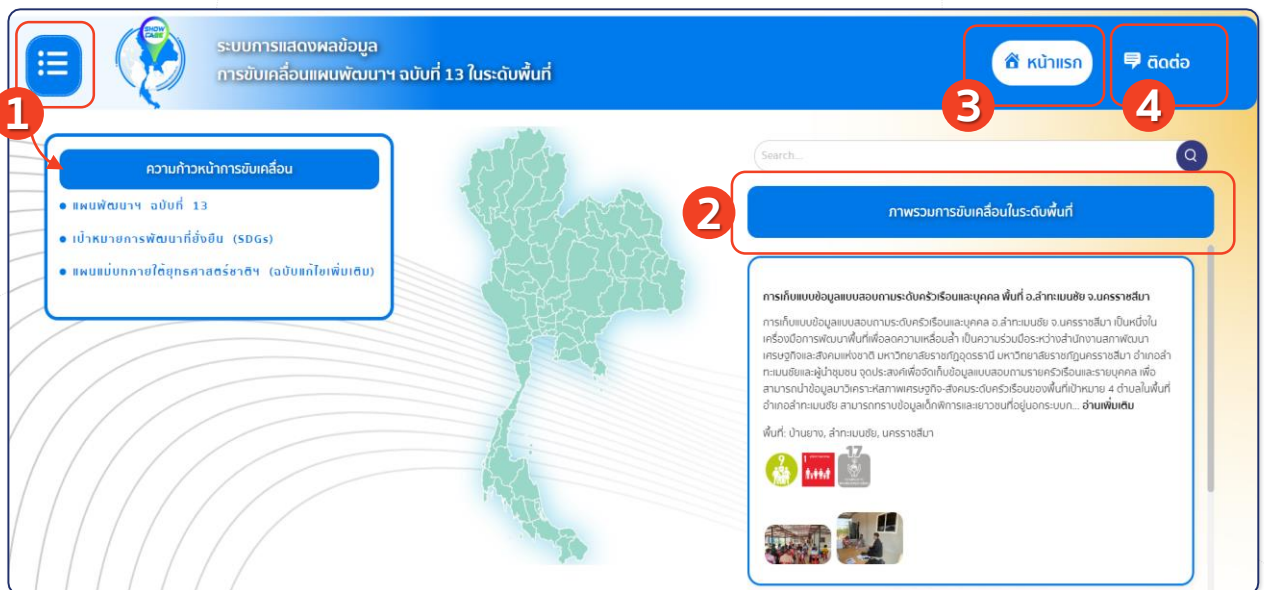 SHOW
CASE
ระบบการแสดงผลข้อมูล
การขับเคลื่อนแผนพัฒนาฯ ฉบับที่ 13 ในระดับพื้นที่
หน้าแรก
ติดต่อ
1
3
4
ความก้าวหน้าการขับเคลื่อน
แผนพัฒนาฯ ฉบับที่ 13
เป้าหมายการพัฒนาที่ยั่งยืน (SDGs)
แผนแม่บทภายใต้ยุทธศาสตร์ชาติฯ (ฉบับแก้ไขเพิ่มเติม)
Search...
2
ภาพรวมการขับเคลื่อนในระดับพื้นที่
การเก็บแบบข้อมูลแบบสอบถามระดับครัวเรือนและบุคคล พื้นที่ อ.ลำทะเมนชัย จ.นครราชสีมา
การเก็บแบบข้อมูลแบบสอบถามระดับครัวเรือนและบุคคล อ.ลำทะเมนชัย จ.นครราชสีมา เป็นหนึ่งใน
เครื่องมือการพัฒนาพื้นที่เพื่อลดความเหลื่อมล้ำ เป็นความร่วมมือระหว่างสำนักงานสภาพัฒนา
เศรษฐกิจและสังคมแห่งชาติ มหาวิทยาลัยราชภัฏอุดรธานี มหาวิทยาลัยราชภัฏนครราชสีมา อำเภอลำ
ทะเมนชัยและผู้นำชุมชน จุดประสงค์เพื่อจัดเก็บข้อมูลแบบสอบถามรายครัวเรือนและรายบุคคล เพื่อ
สามารถนำข้อมูลมาวิเคราะห์สภาพเศรษฐกิจ-สังคมระดับครัวเรือนของพื้นที่เป้าหมาย 4 ตำบลในพื้นที่
อำเภอลำทะเมนชัย สามารถทราบข้อมูลเด็กพิการและเยาวชนที่อยู่นอกระบบก... อ่านเพิ่มเติม
พื้นที่: บ้านยาง, ลำทะเมนชัย, นครราชสีมา
9
1
17